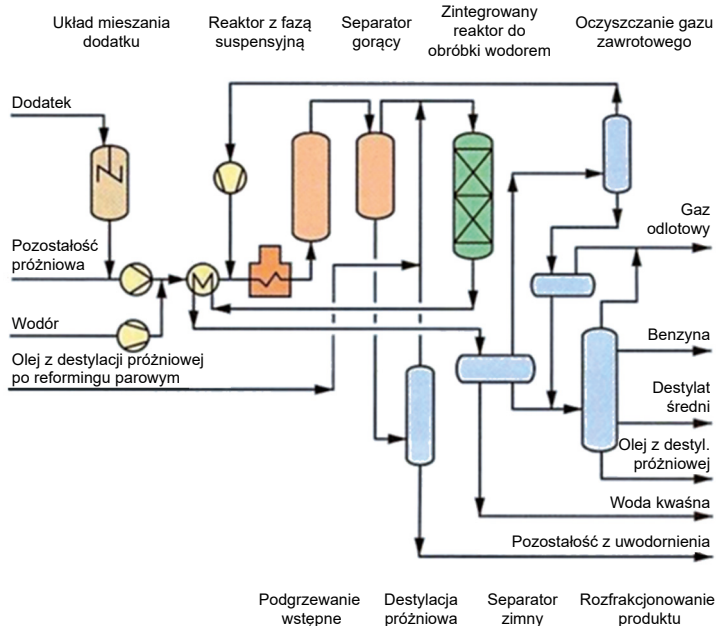 Układ mieszania
dodatku
Reaktor z fazą
suspensyjną
Separator
gorący
Zintegrowany
reaktor do
obróbki wodorem
Oczyszczanie gazu
zawrotowego
Dodatek
Pozostałość
próżniowa
Wodór
Olej z destylacji próżniowej
po reformingu parowym
Gaz
odlotowy
Benzyna
Destylat
średni
Olej z destyl.
próżniowej
Woda kwaśna
Pozostałość z uwodornienia
Podgrzewanie
wstępne
Destylacja
próżniowa
Separator
zimny
Rozfrakcjonowanie
produktu